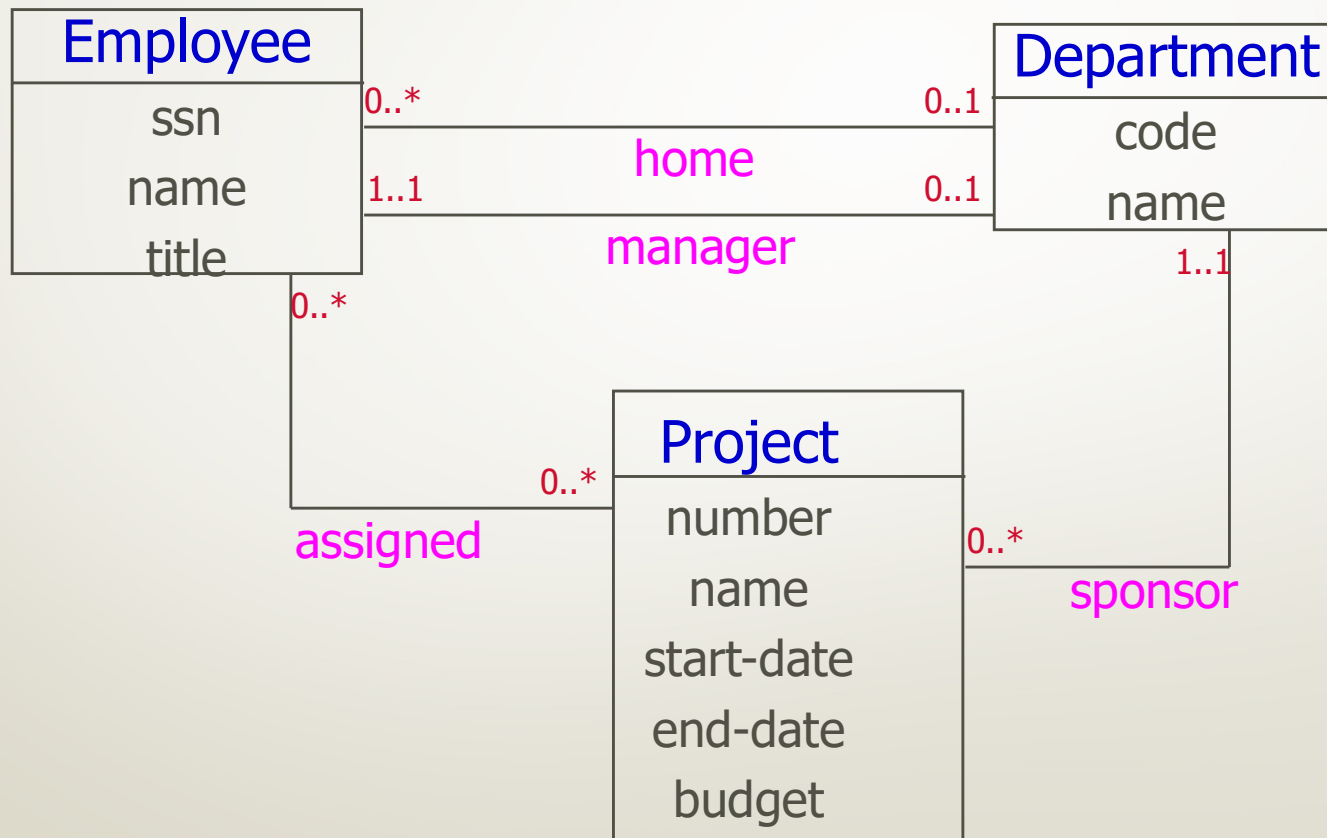 Employee
ssn
name
title
Department
code
name
0..*
0..1
home
1..1
0..1
manager
1..1
0..*
0..*
assigned
Project
number
name
start-date
end-date
budget
0..*
sponsor